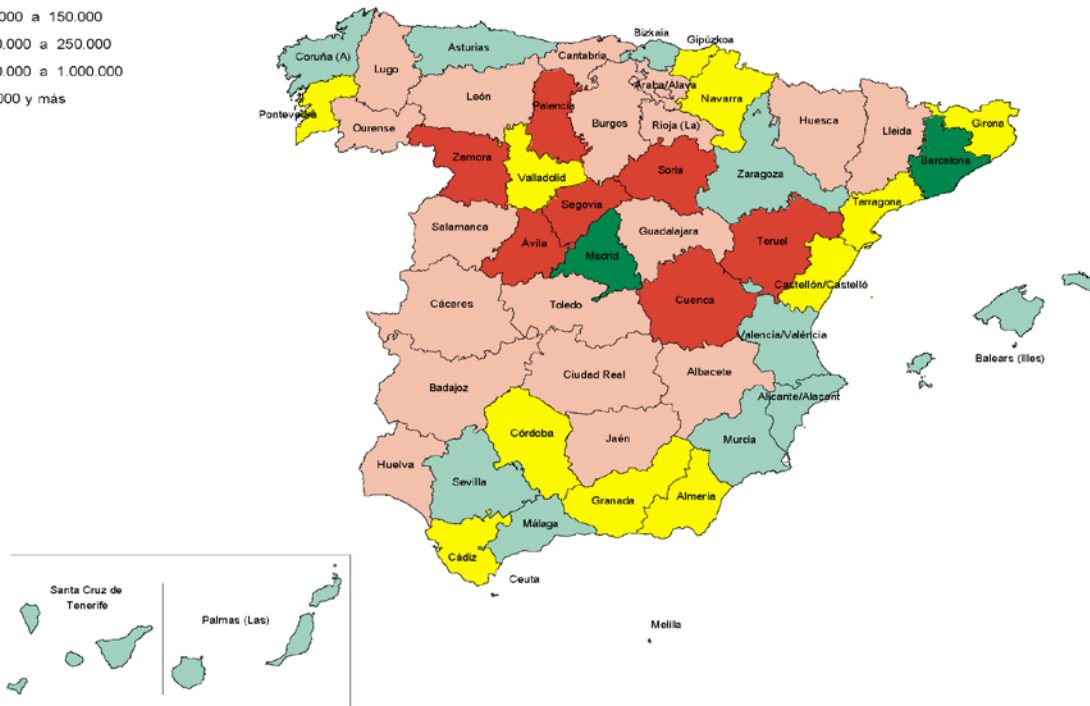 000 a 150.000
0.000 a 250.000
0.000 a 1.000.000
000 y más
Coruña (A)
Lugo
Asturias
Cantabria
Bizkaia
Gipúzkoa
Araba/Álava
Navarra
Pontevedra
Ourense
León
Palencia
Burgos
Rioja (La)
Huesca
Lleida
Girona
Barcelona
Zamora
Valladolid
Soria
Zaragoza
Tarragona
Segovia
Salamanca
Ávila
Madrid
Guadalajara
Teruel
Castellón/Castelló
Cáceres
Toledo
Cuenca
Valencia/València
Balears (Illes)
Badajoz
Ciudad Real
Albacete
Alicante/Alacant
Córdoba
Jaén
Murcia
Huelva
Sevilla
Granada
Almería
Málaga
Cádiz
Ceuta
Melilla
Santa Cruz de
Tenerife
Palmas (Las)